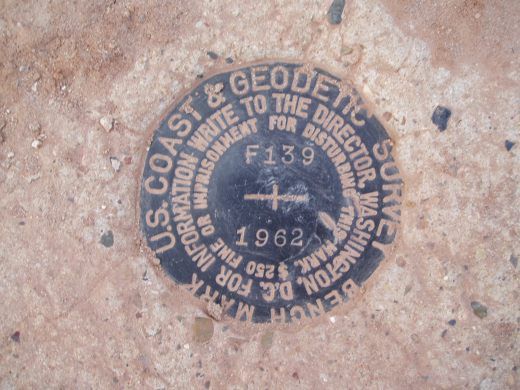 U.S. COAST & GEODETIC SURVEY
BENCH MARK
FOR INFORMATION WRITE TO THE DIRECTOR, WASHINGTON, D.C.
$250 FINE OR IMPRISONMENT FOR DISTURBING THIS MARK.
F139
1962